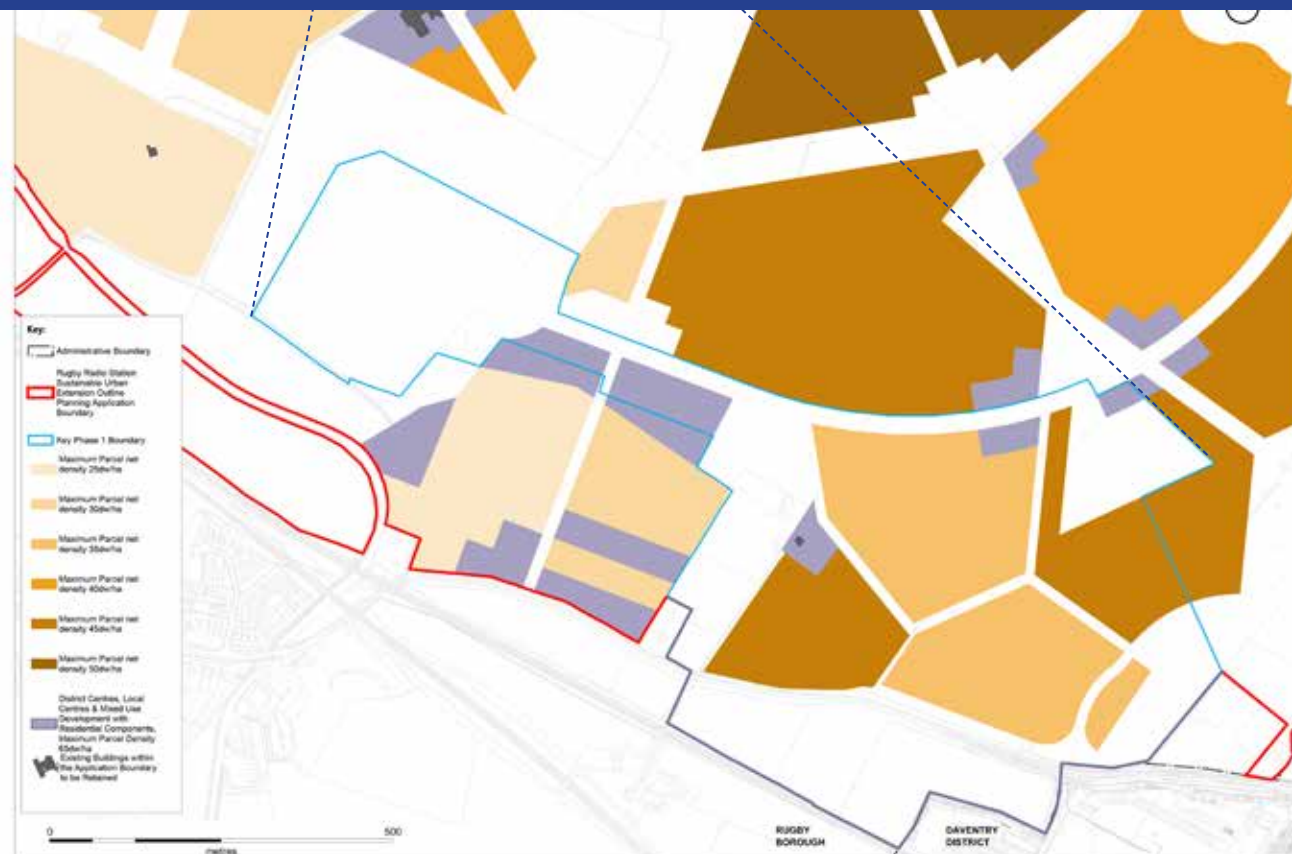 Key:
Administrative Boundary
Rugby Radio Station
Sustainable Urban
Extension Outline
Planning Application
Boundary
Key Phase 1 Boundary
Maximum Parcel net
density 25dw/ha
Maximum Parcel net
density 30dw/ha
Maximum Parcel net
density 35dw/ha
Maximum Parcel net
density 40dw/ha
Maximum Parcel net
density 45dw/ha
Maximum Parcel net
density 50dw/ha
District Centres, Local
Centres & Mixed Use
Development with
Residential Components,
Maximum Parcel Density
65dw/ha
Existing Buildings within
the Application Boundary
to be Retained
0 500
metres
RUGBY
BOROUGH
DAVENTRY
DISTRICT